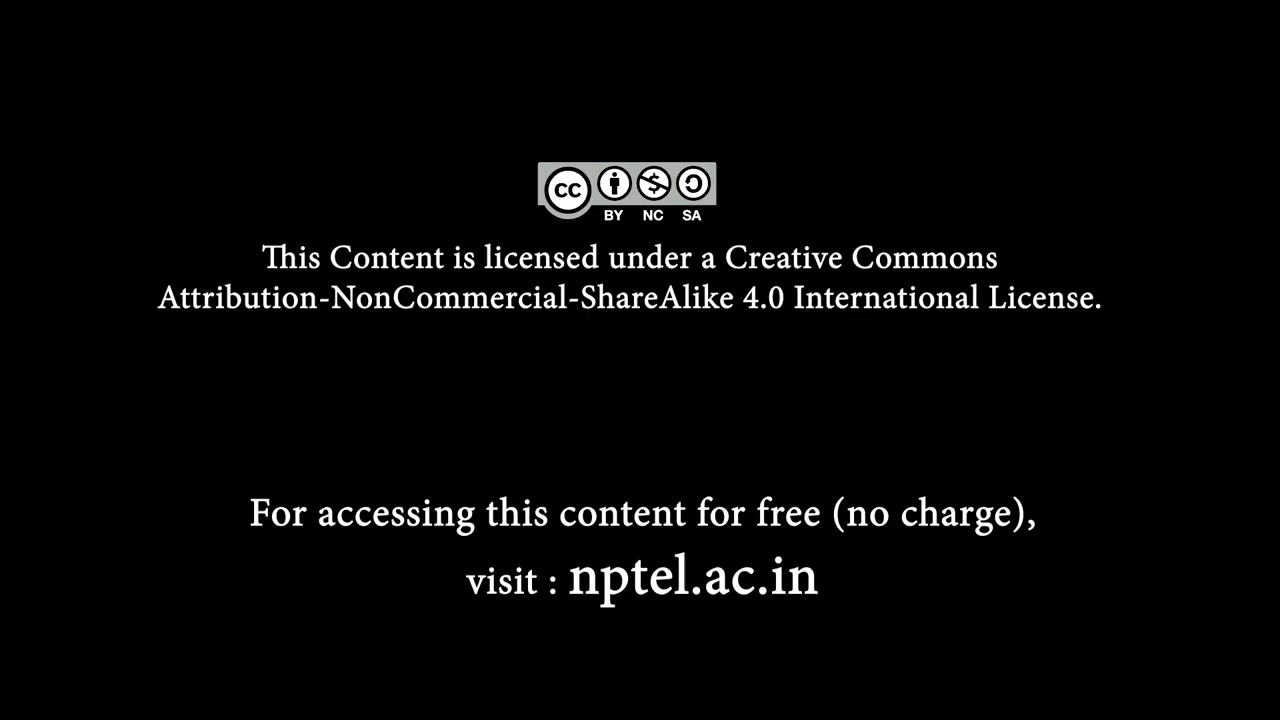 CC BY NC SA
This Content is licensed under a Creative Commons
Attribution-NonCommercial-ShareAlike 4.0 International License.
For accessing this content for free (no charge),
visit : nptel.ac.in